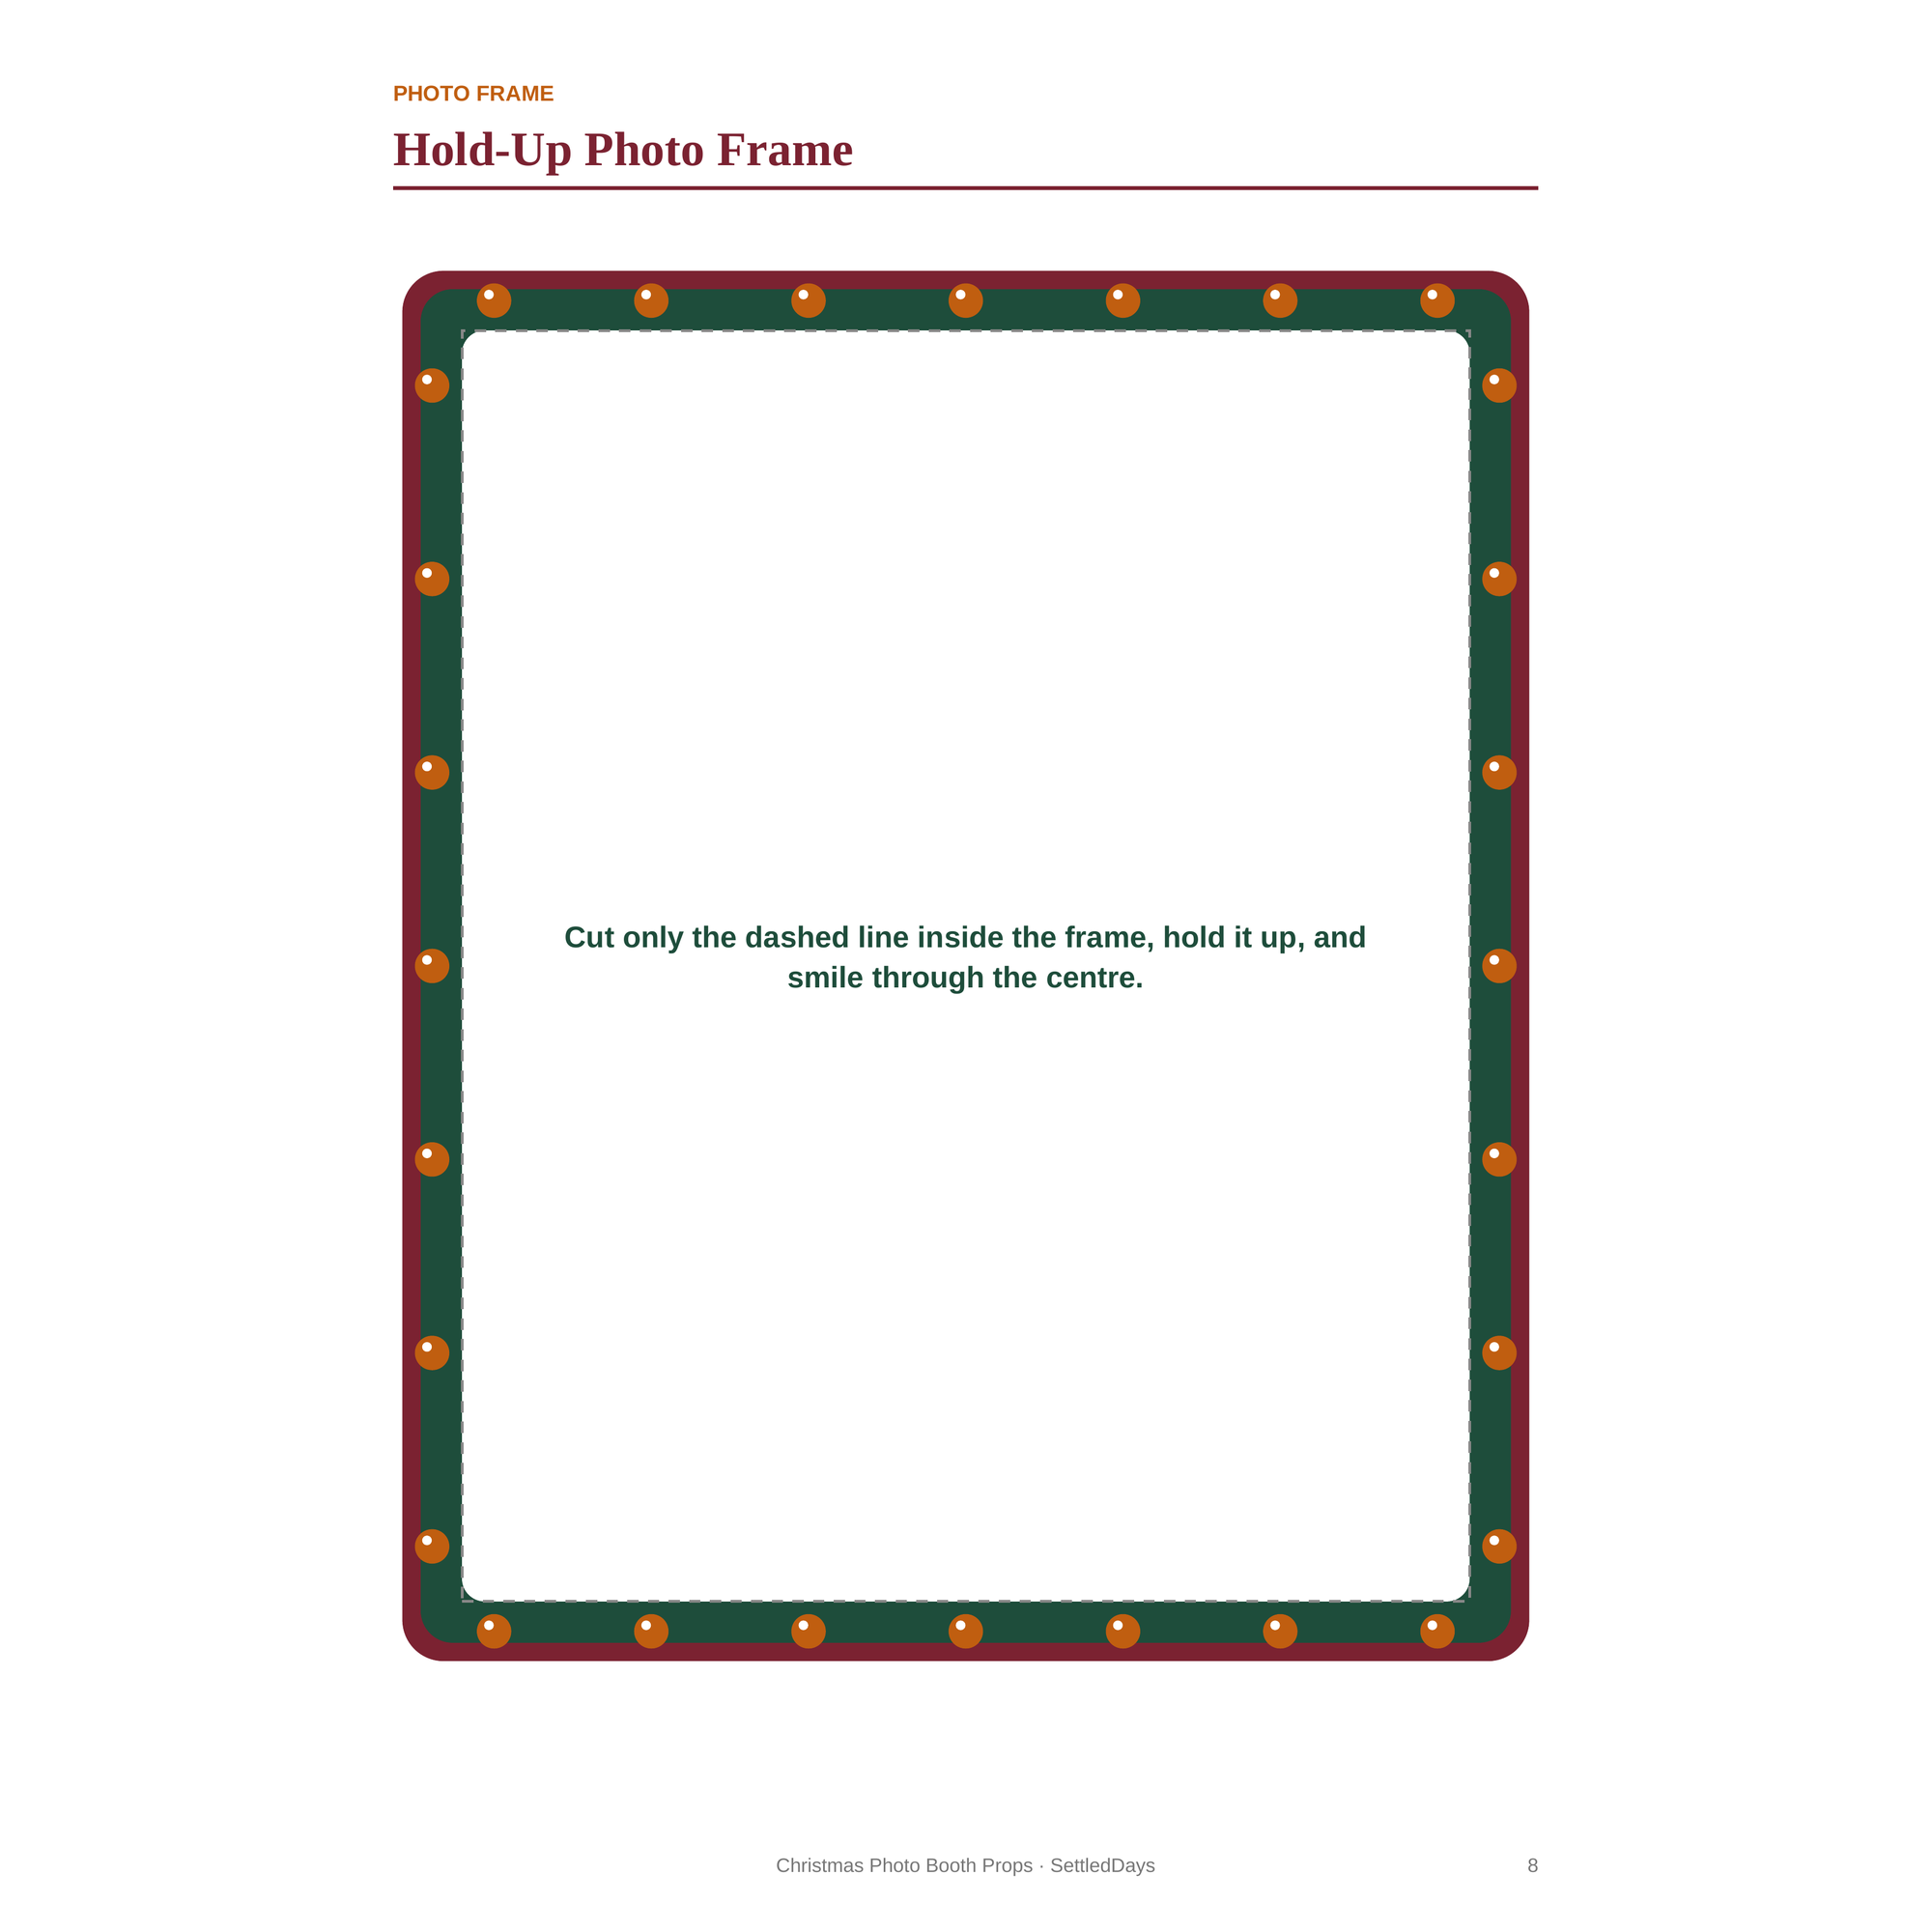 PHOTO FRAME
Hold-Up Photo Frame
Cut only the dashed line inside the frame, hold it up, and
smile through the centre.
Christmas Photo Booth Props · SettledDays
8